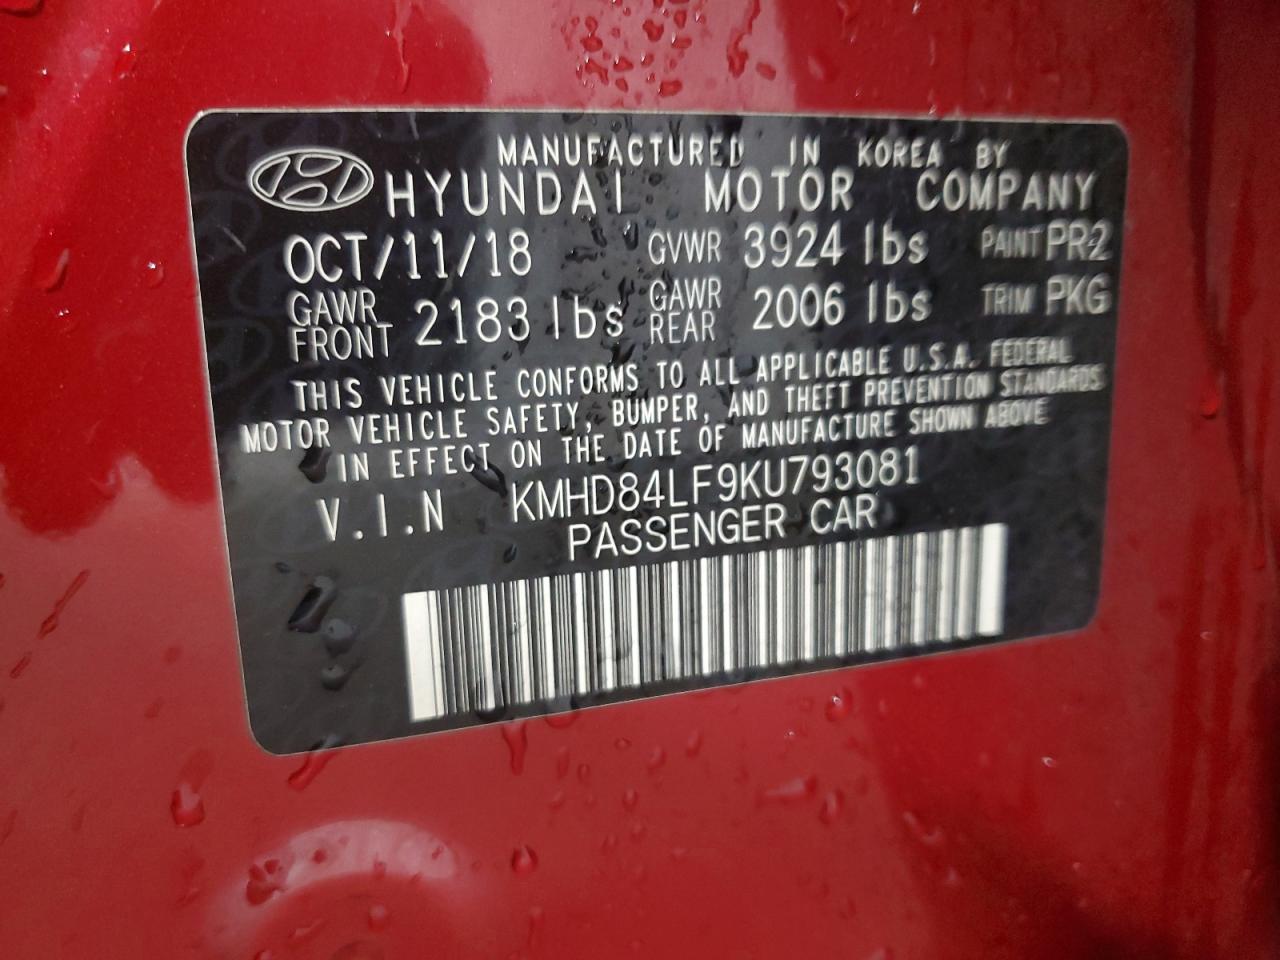 MANUFACTURED IN KOREA BY
HYUNDAI MOTOR COMPANY
OCT/11/18 GVWR 3924 lbs PAINT PR2
GAWR FRONT 2183 lbs GAWR REAR 2006 lbs TRIM PKG
THIS VEHICLE CONFORMS TO ALL APPLICABLE U.S.A. FEDERAL
MOTOR VEHICLE SAFETY, BUMPER, AND THEFT PREVENTION STANDARDS
IN EFFECT ON THE DATE OF MANUFACTURE SHOWN ABOVE
V.I.N KMHD84LF9KU793081
PASSENGER CAR